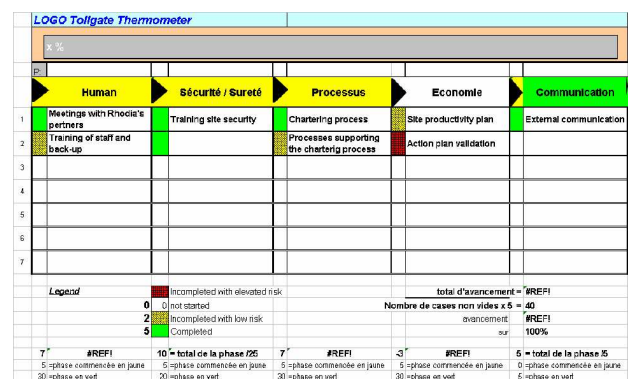 LOGO Tollgate Thermometer
x %
P:
Human Sécurité / Sureté Processus Economie Communication
1 Meetings with Rhodia's partners Training site security Chartering process Site productivity plan External communication
2 Training of staff and back-up Processes supporting the charterig process Action plan validation
3
4
5
6
7
Legend Incompleted with elevated risk total d'avancement = #REF!
0 0 not started Nombre de cases non vides x 5 = 40
2 Incompleted with low risk avancement #REF!
5 Completed sur 100%
7 #REF! 10 = total de la phase /25 7 #REF! -3 #REF! 5 = total de la phase /5
5 =phase commencée en jaune 5 =phase commencée en jaune 5 =phase commencée en jaune 5 =phase commencée en jaune 0 =phase commencée en jaune
30 =phase en vert 20 =phase en vert 30 =phase en vert 30 =phase en vert 5 =phase en vert